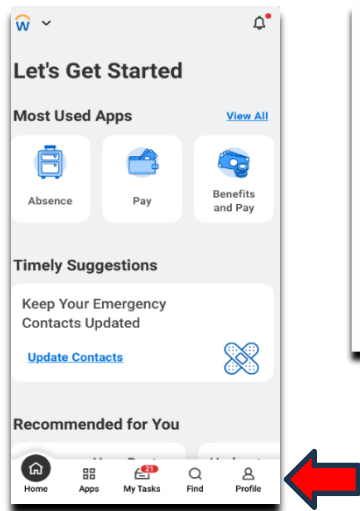 W
Let's Get Started
Most Used Apps View All
Absence Pay Benefits and Pay
Timely Suggestions
Keep Your Emergency
Contacts Updated
Update Contacts
Recommended for You
21
Home Apps My Tasks Find Profile